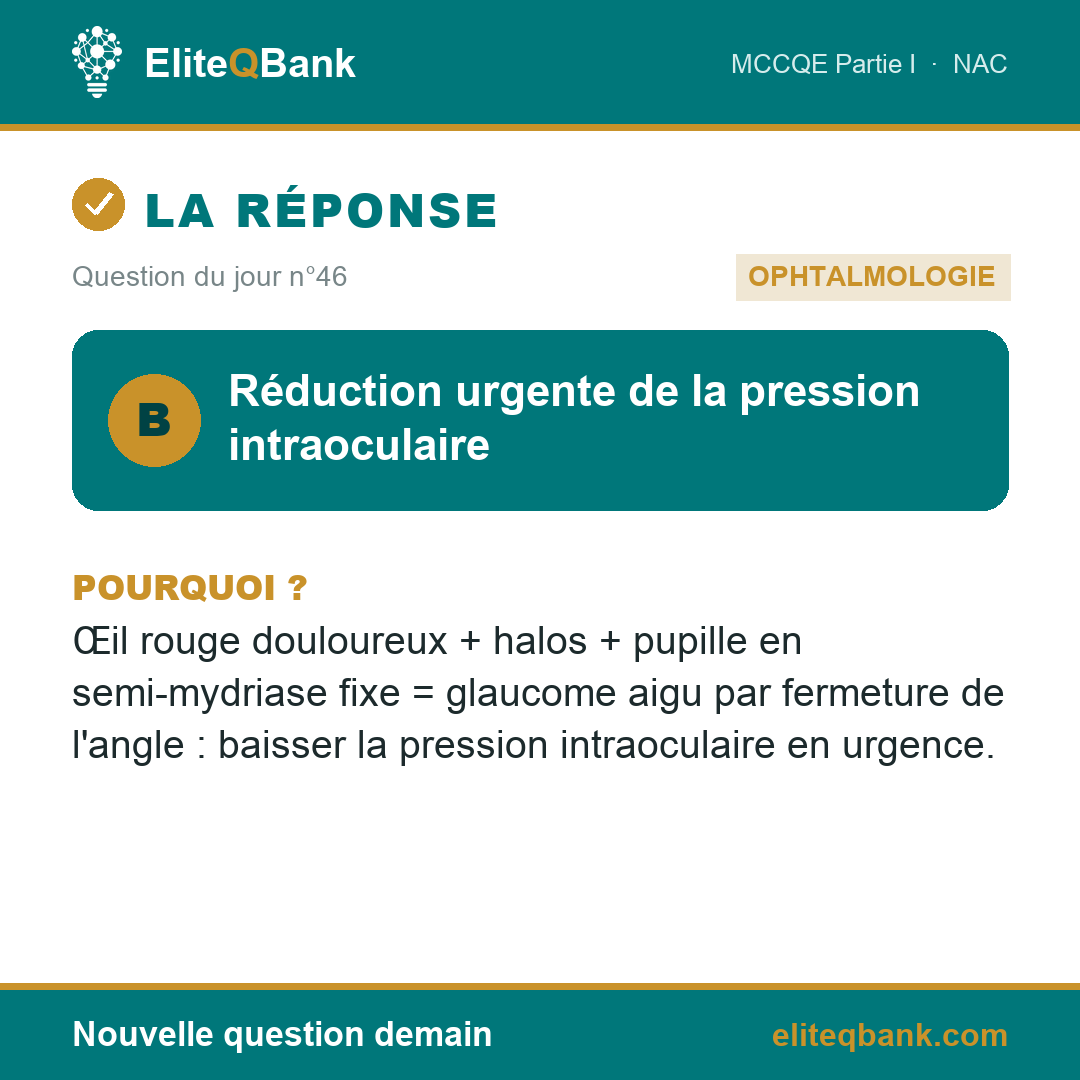 EliteQBank
MCCQE Partie I · NAC
LA RÉPONSE
Question du jour n°46
OPHTALMOLOGIE
B
Réduction urgente de la pression
intraoculaire
POURQUOI ?
Œil rouge douloureux + halos + pupille en
semi-mydriase fixe = glaucome aigu par fermeture de
l'angle : baisser la pression intraoculaire en urgence.
Nouvelle question demain
eliteqbank.com